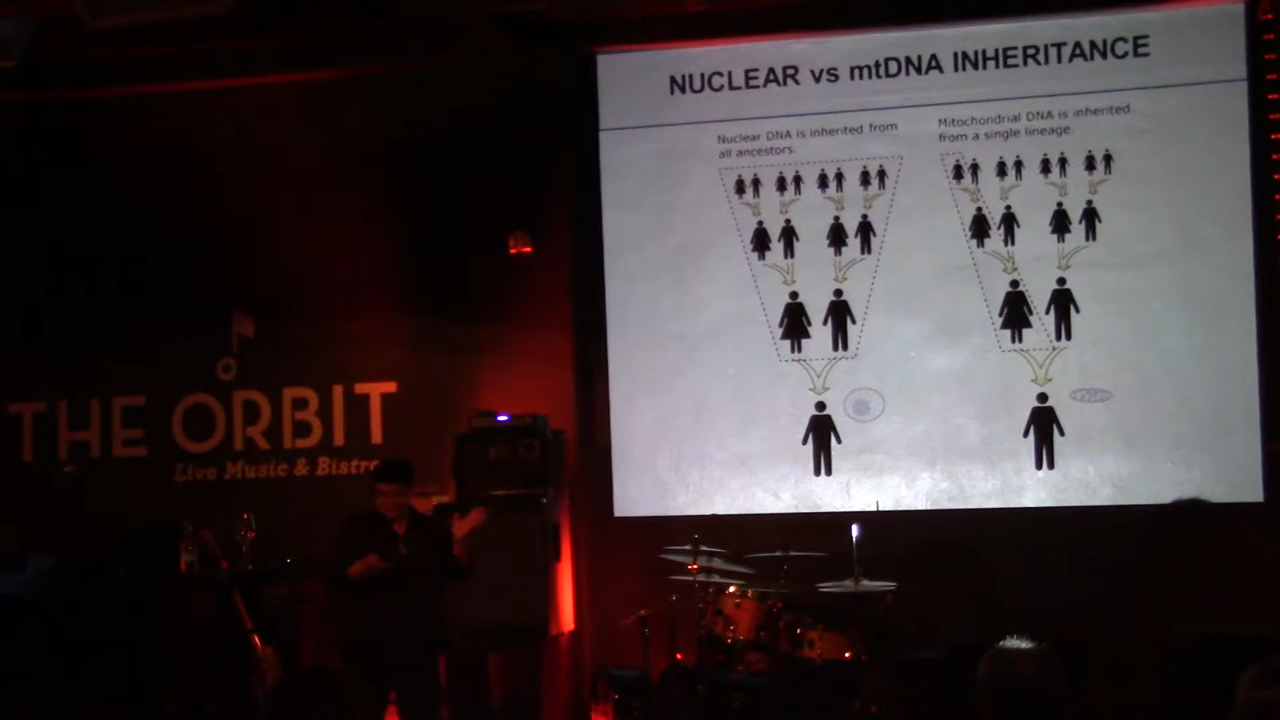 NUCLEAR vs mtDNA INHERITANCE
Nuclear DNA is inherited from
all ancestors.
Mitochondrial DNA is inherited
from a single lineage.
THE ORBIT
Live Music & Bistro